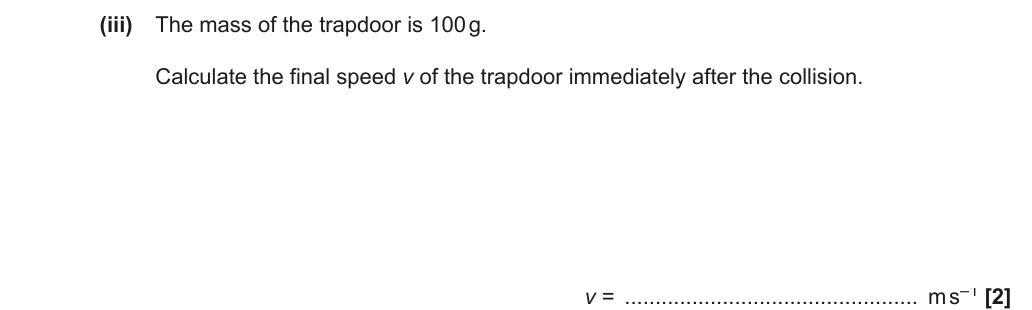 (iii) The mass of the trapdoor is 100 g.
Calculate the final speed v of the trapdoor immediately after the collision.
v = ................................................ m s⁻¹ [2]